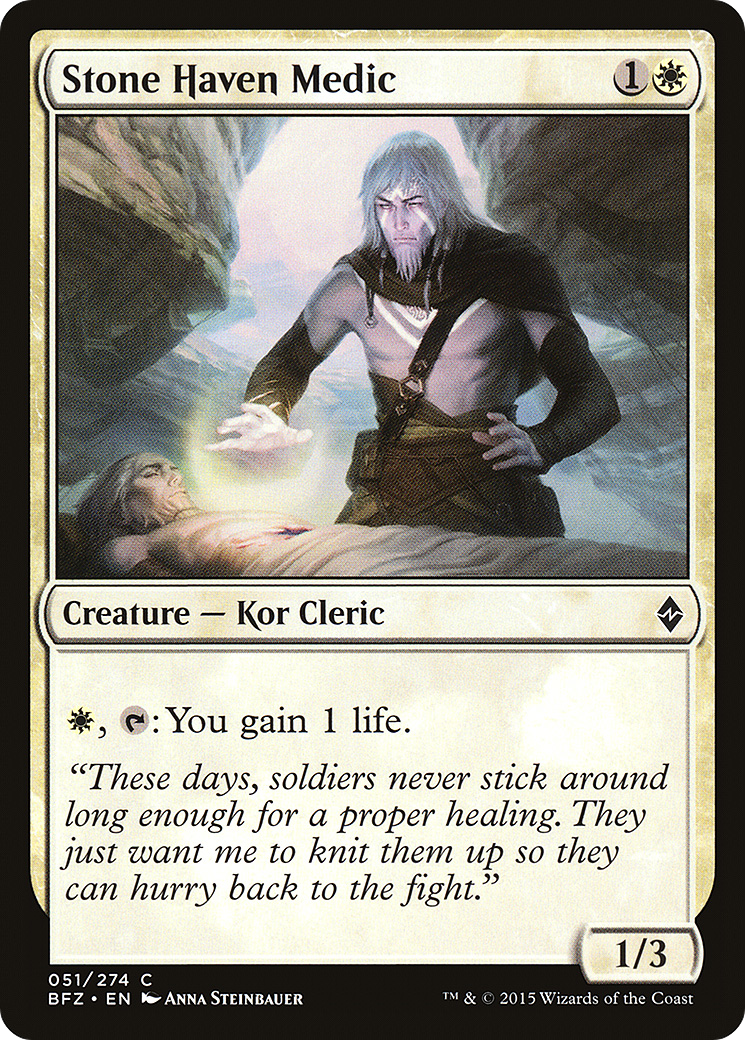 Stone Haven Medic 1
Creature — Kor Cleric
, : You gain 1 life.
“These days, soldiers never stick around
long enough for a proper healing. They
just want me to knit them up so they
can hurry back to the fight.”
1/3
051/274 C
BFZ • EN Anna Steinbauer
™ & © 2015 Wizards of the Coast